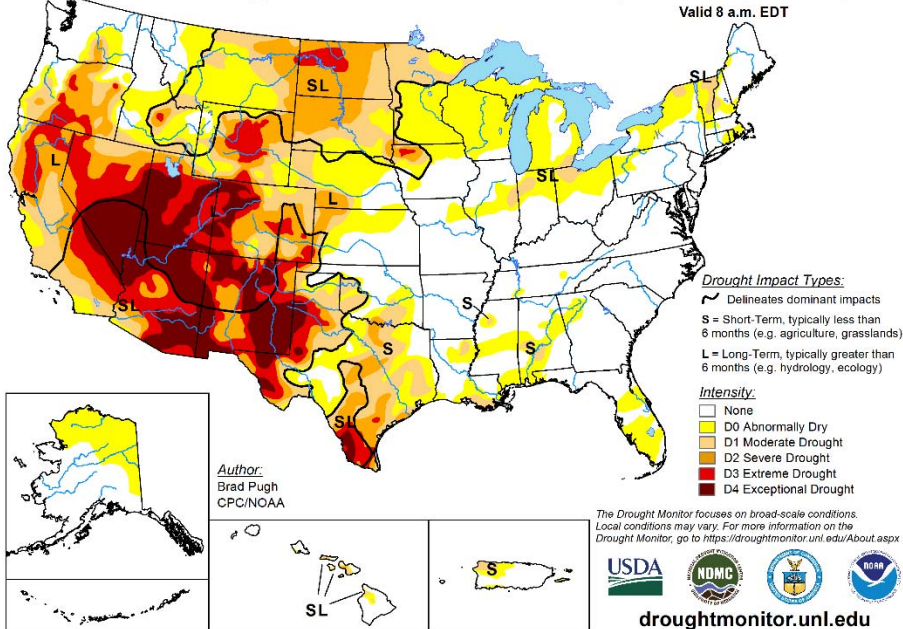 Valid 8 a.m. EDT
SL
SL
L
SL
L
SL
S
S
S
SL
Drought Impact Types:
Delineates dominant impacts
S = Short-Term, typically less than
6 months (e.g. agriculture, grasslands)
L = Long-Term, typically greater than
6 months (e.g. hydrology, ecology)
Intensity:
None
D0 Abnormally Dry
D1 Moderate Drought
D2 Severe Drought
D3 Extreme Drought
D4 Exceptional Drought
Author:
Brad Pugh
CPC/NOAA
The Drought Monitor focuses on broad-scale conditions.
Local conditions may vary. For more information on the
Drought Monitor, go to https://droughtmonitor.unl.edu/About.aspx
SL
S
USDA
NDMC
NOAA
droughtmonitor.unl.edu